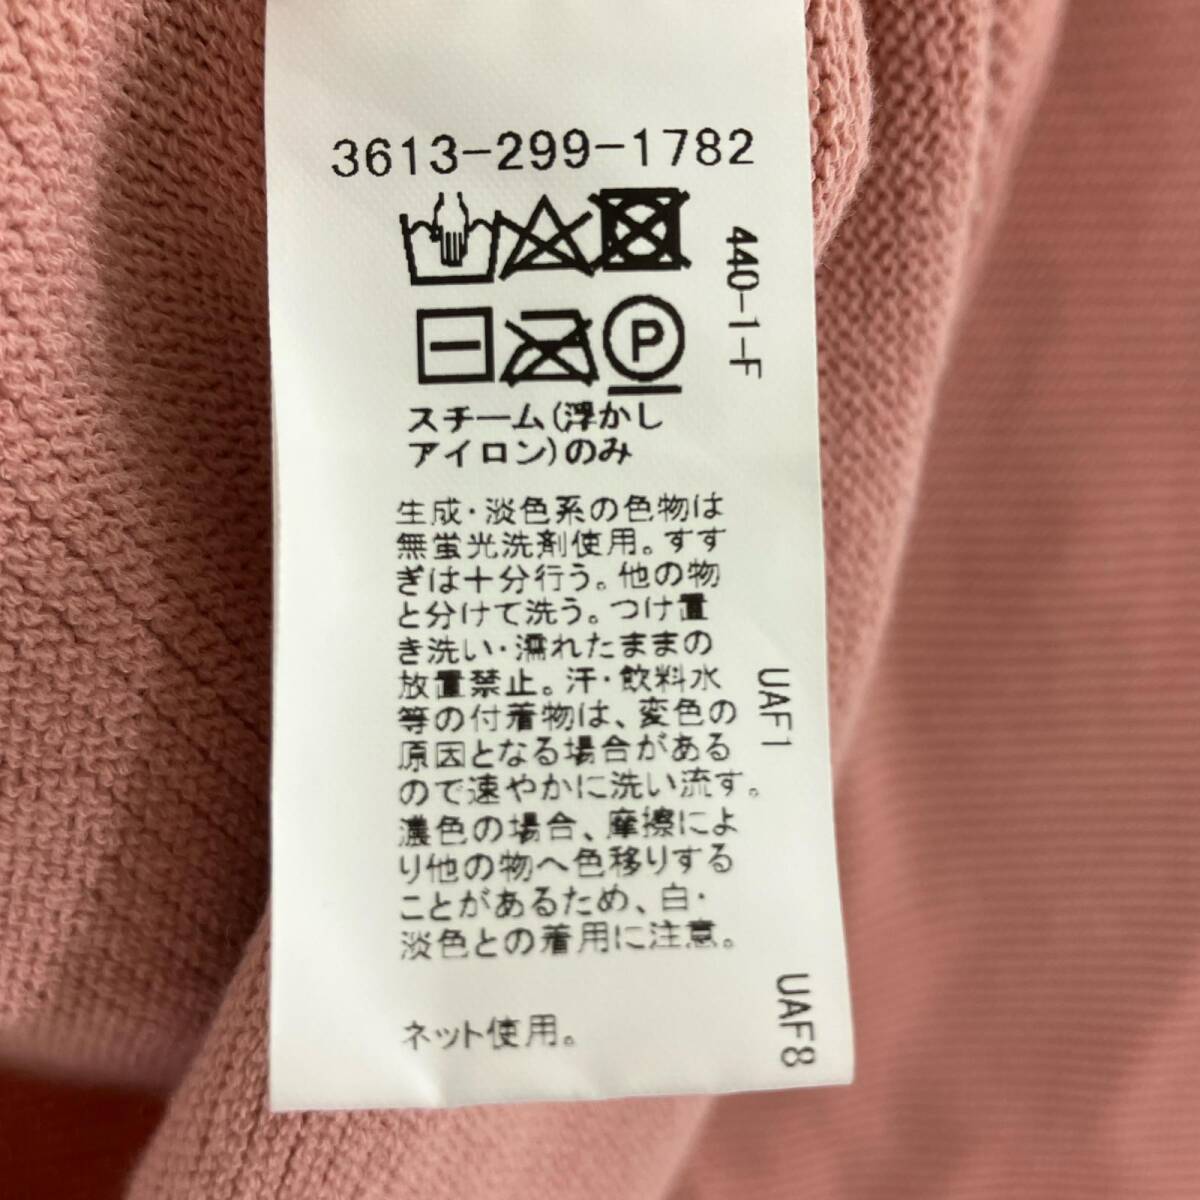 3613-299-1782
440-1-F
P
スチーム(浮かし
アイロン)のみ
生成・淡色系の色物は
無蛍光洗剤使用。すす
ぎは十分行う。他の物
と分けて洗う。つけ置
き洗い・濡れたままの
放置禁止。汗・飲料水
等の付着物は、変色の
原因となる場合がある
ので速やかに洗い流す。
濃色の場合、摩擦によ
り他の物へ色移りする
ことがあるため、白・
淡色との着用に注意。
ネット使用。
UAF1
UAF8